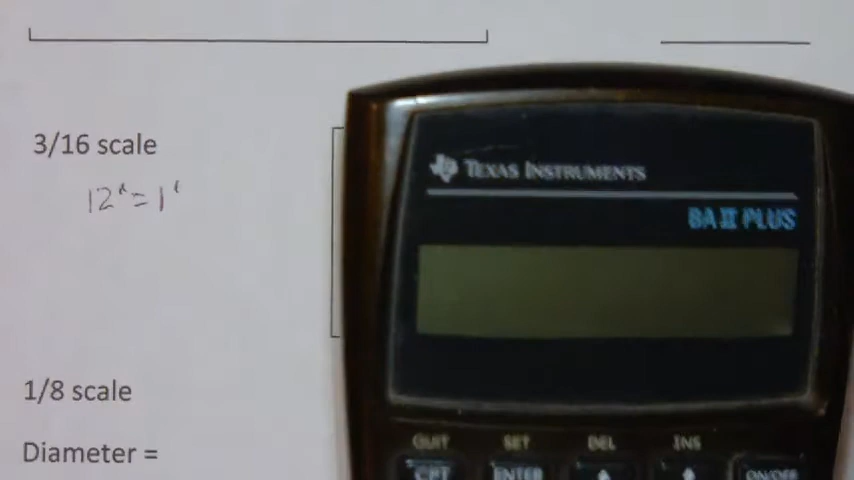 3/16 scale
12"=1'
TEXAS INSTRUMENTS
BA II PLUS
1/8 scale
Diameter =
QUIT SET DEL INS
CPT ENTER ON/OFF